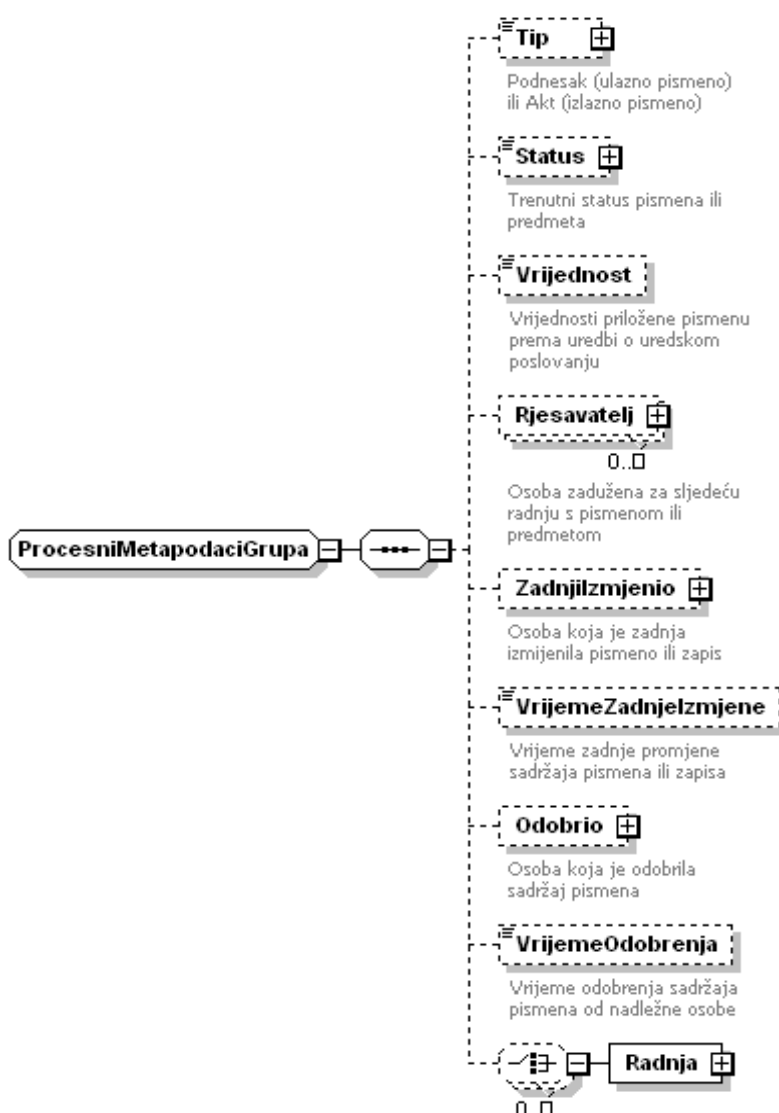 Tip
Podnesak (ulazno pismeno)
ili Akt (izlazno pismeno)
Status
Trenutni status pismena ili
predmeta
Vrijednost
Vrijednosti priložene pismenu
prema uredbi o uredskom
poslovanju
Rjesavatelj
0..□
Osoba zadužena za sljedeću
radnju s pismenom ili
predmetom
ProcesniMetapodaciGrupa
ZadnjiIzmjenio
Osoba koja je zadnja
izmijenila pismeno ili zapis
VrijemeZadnjeIzmjene
Vrijeme zadnje promjene
sadržaja pismena ili zapisa
Odobrio
Osoba koja je odobrila
sadržaj pismena
VrijemeOdobrenja
Vrijeme odobrenja sadržaja
pismena od nadležne osobe
Radnja
0..□